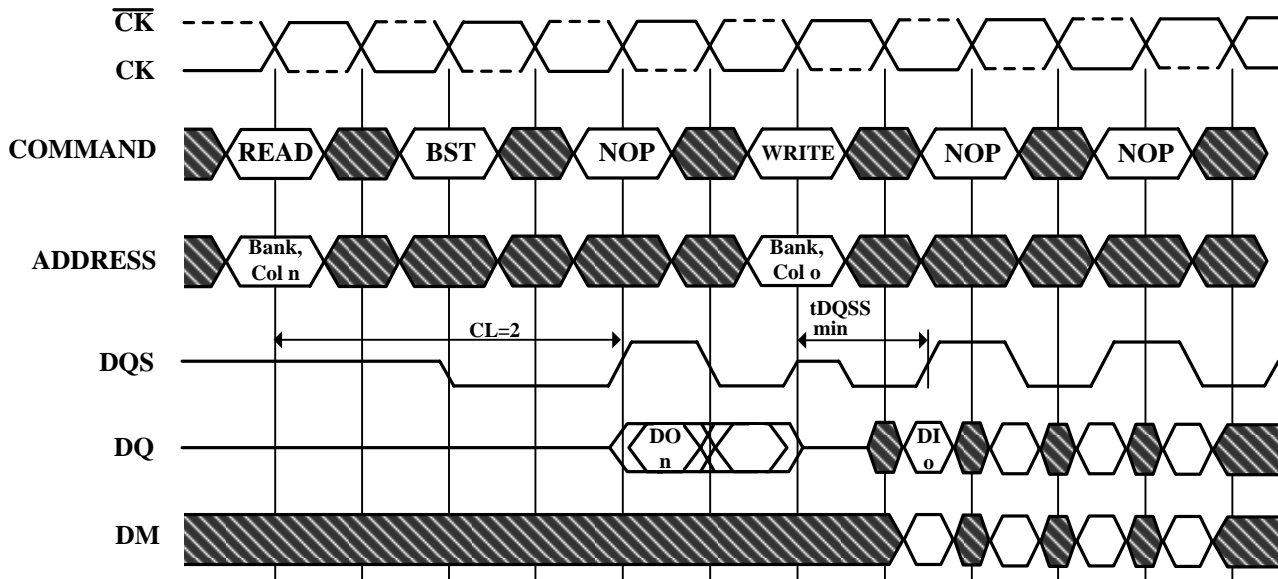 CK
CK
COMMAND
READ
BST
NOP
WRITE
NOP
NOP
ADDRESS
Bank,
Col n
Bank,
Col o
CL=2
tDQSS
min
DQS
DQ
DO
n
DI
o
DM